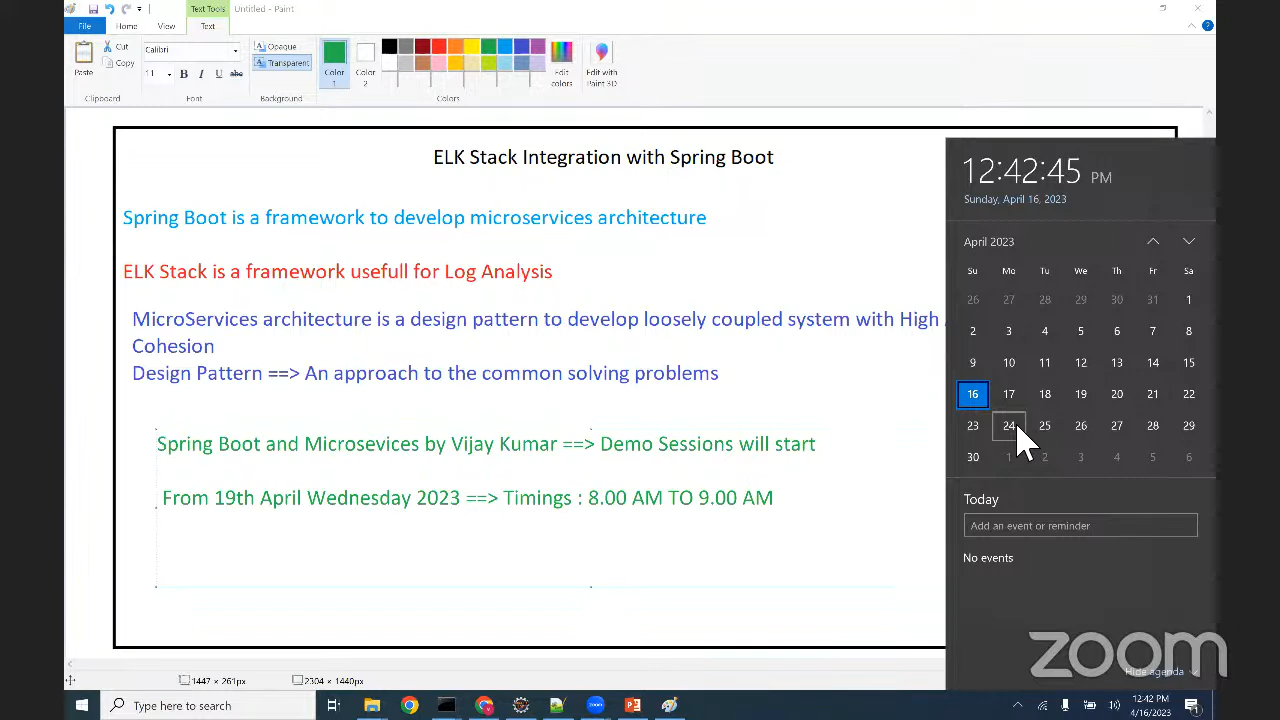 Text Tools
Untitled - Paint
File
Home
View
Text
Paste
Cut
Copy
Clipboard
Calibri
11
B I U abc
Font
Opaque
Transparent
Background
Color 1
Color 2
Edit colors
Colors
Edit with Paint 3D
ELK Stack Integration with Spring Boot
Spring Boot is a framework to develop microservices architecture
ELK Stack is a framework usefull for Log Analysis
MicroServices architecture is a design pattern to develop loosely coupled system with High
Cohesion
Design Pattern ==> An approach to the common solving problems
Spring Boot and Microsevices by Vijay Kumar ==> Demo Sessions will start
From 19th April Wednesday 2023 ==> Timings : 8.00 AM TO 9.00 AM
12:42:45 PM
Sunday, April 16, 2023
April 2023
Su Mo Tu We Th Fr Sa
26 27 28 29 30 31 1
2 3 4 5 6 7 8
9 10 11 12 13 14 15
16 17 18 19 20 21 22
23 24 25 26 27 28 29
30 1 2 3 4 5 6
Today
Add an event or reminder
No events
Hide agenda
zoom
1447 × 261px
2304 × 1440px
Type here to search
zoom
12:42 PM
4/16/2023